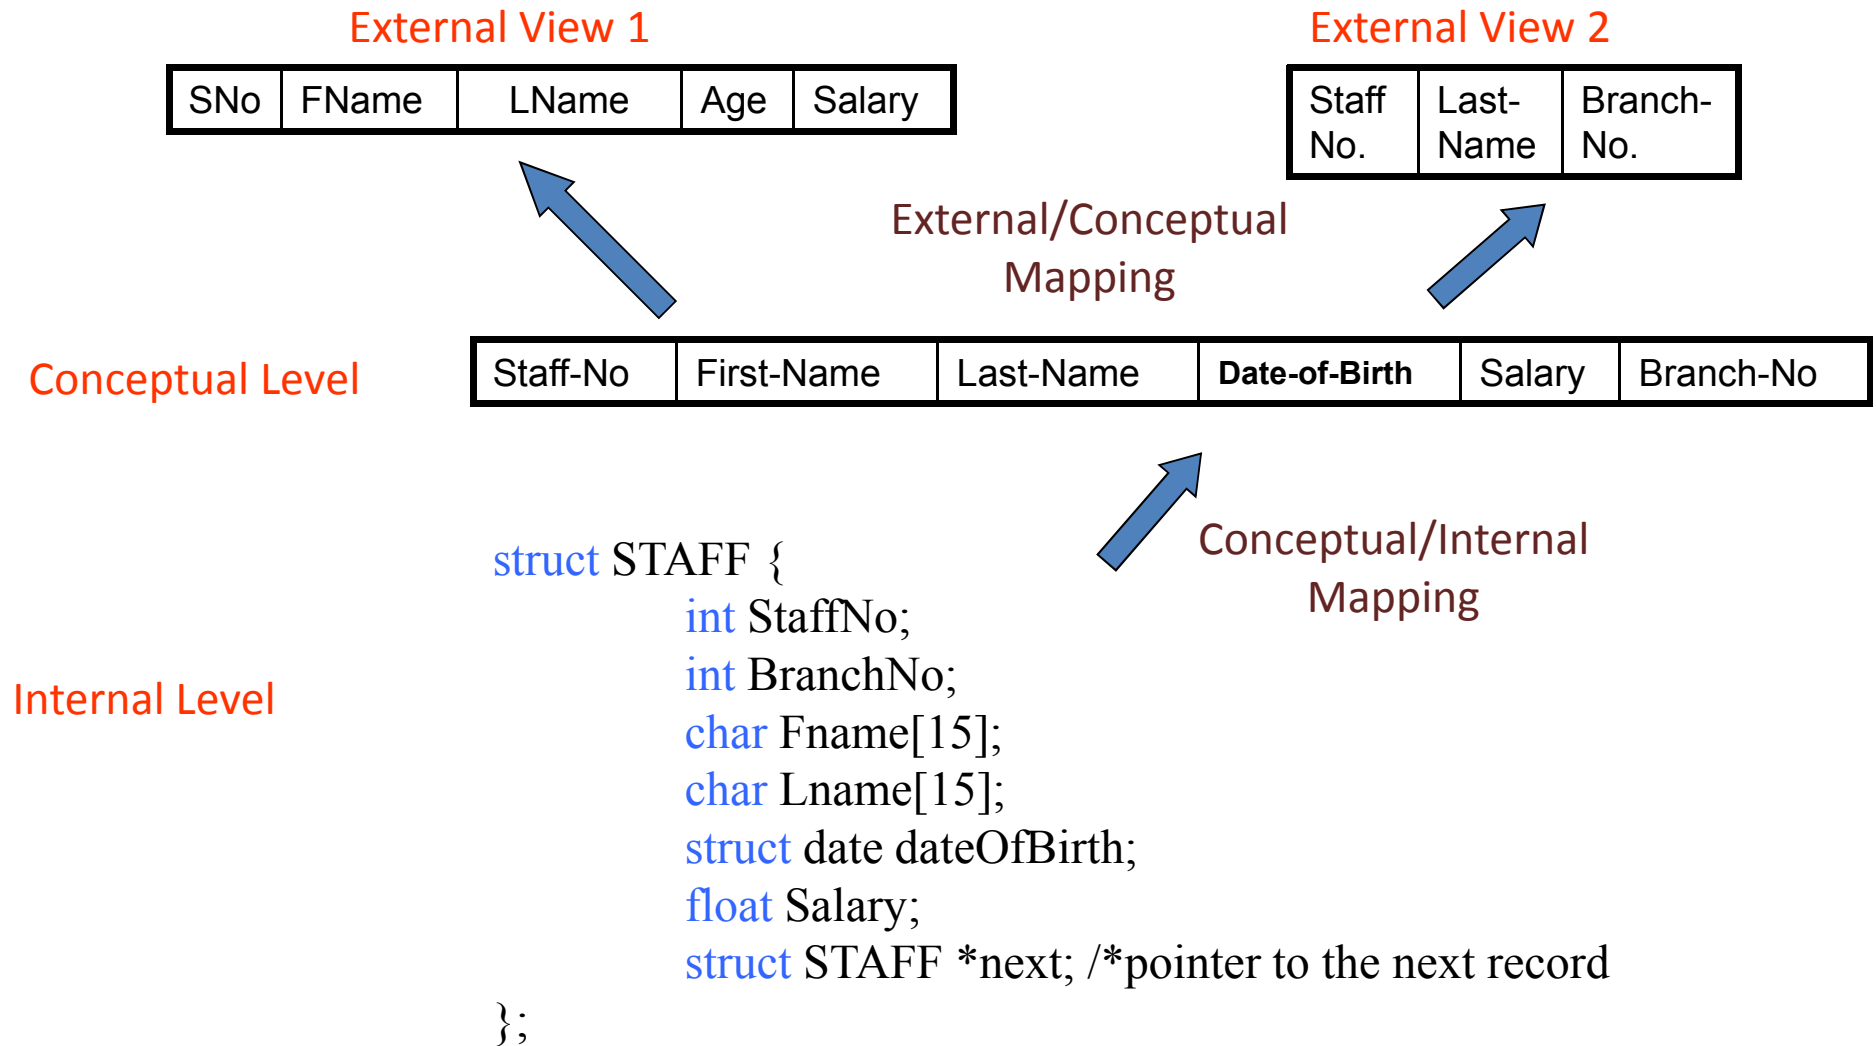 External View 1
External View 2
SNo FName LName Age Salary
Staff No. Last-Name Branch-No.
External/Conceptual
Mapping
Conceptual Level
Staff-No First-Name Last-Name Date-of-Birth Salary Branch-No
Conceptual/Internal
Mapping
Internal Level
struct STAFF {
int StaffNo;
int BranchNo;
char Fname[15];
char Lname[15];
struct date dateOfBirth;
float Salary;
struct STAFF *next; /*pointer to the next record
};